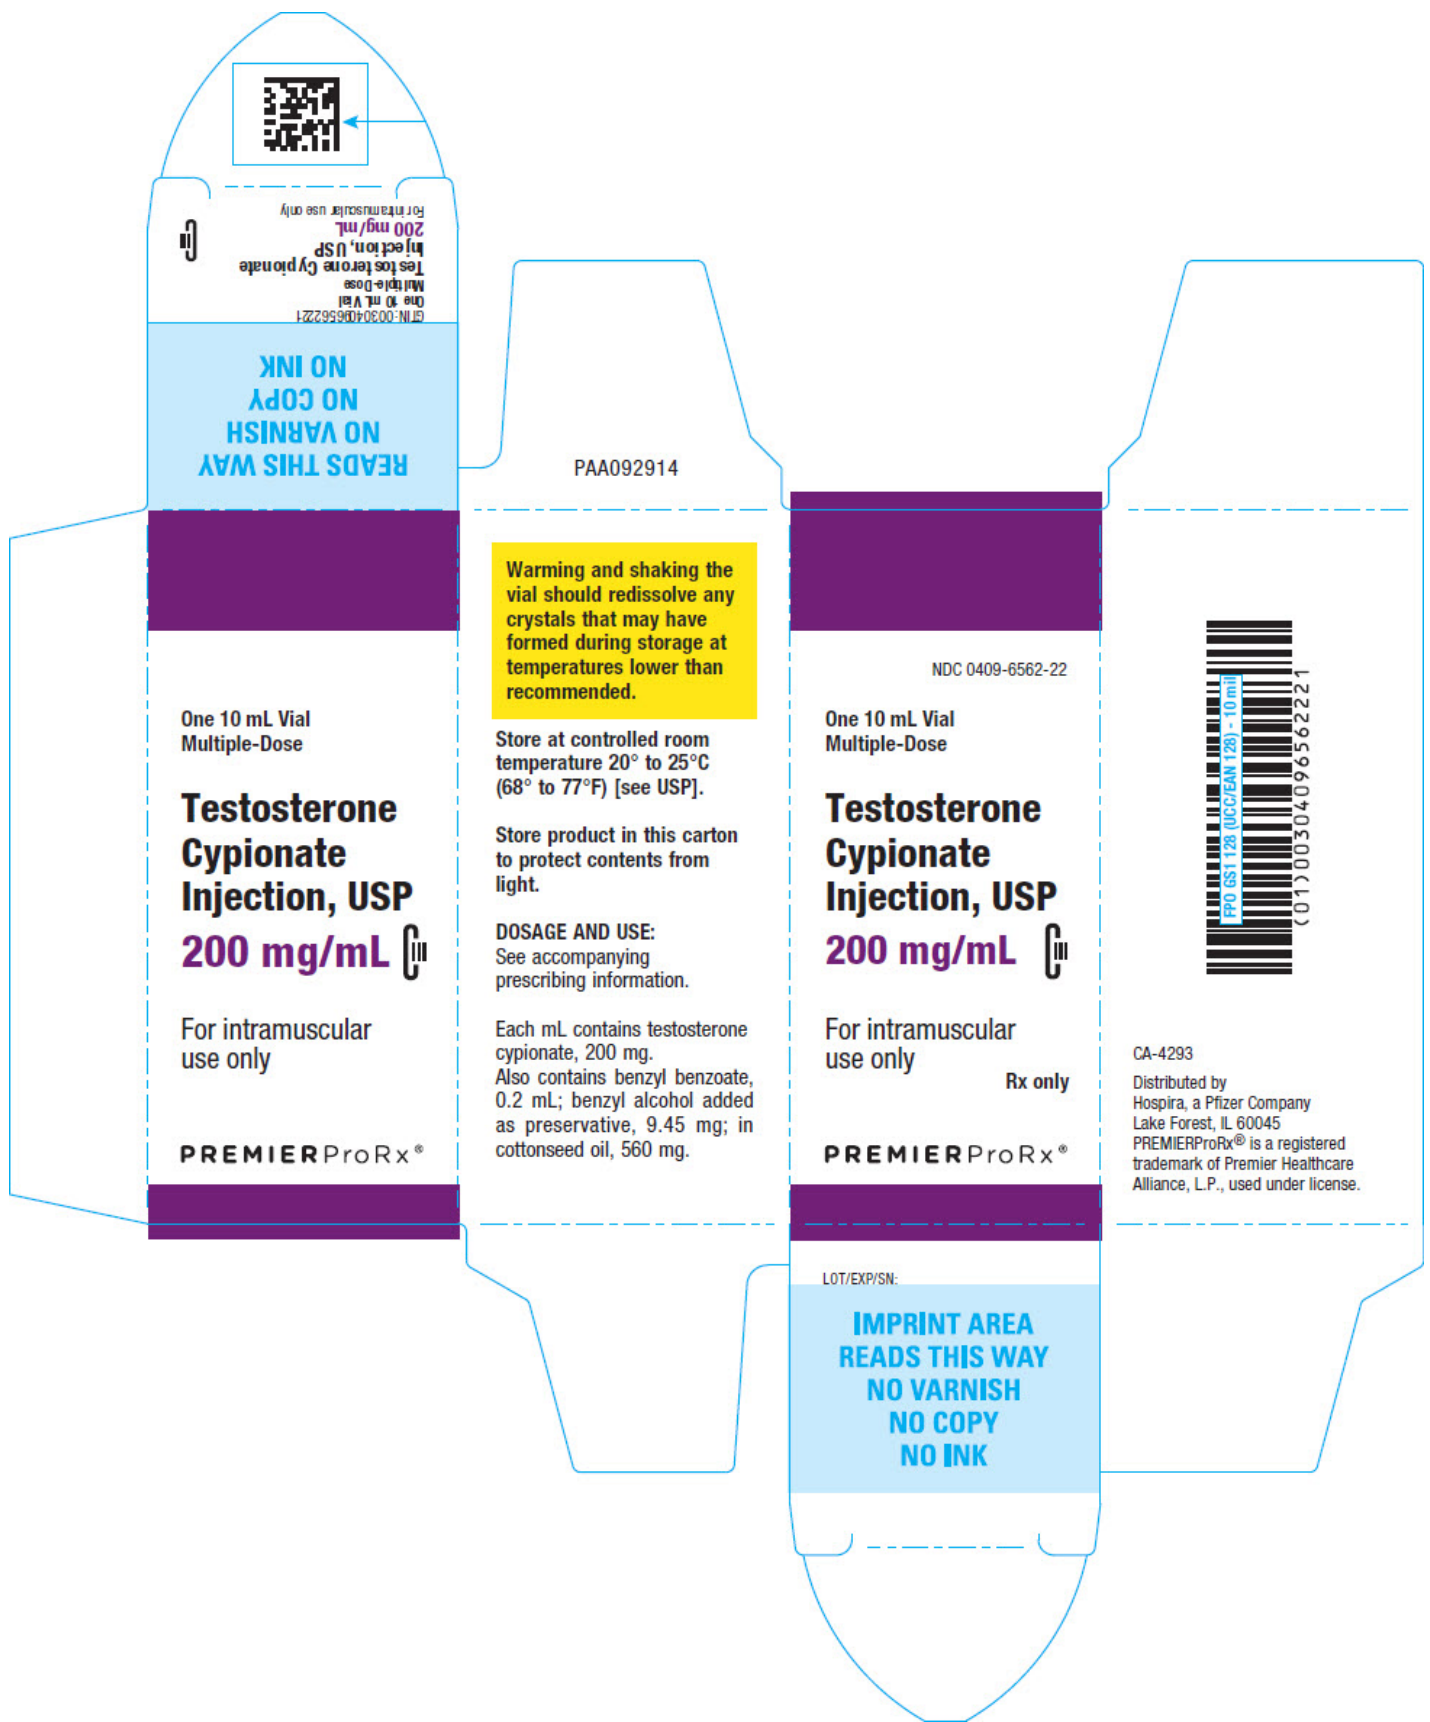 For intramuscular use only
200 mg/mL
Injection, USP
Testosterone Cypionate
Multiple-Dose
One 10 mL Vial
GTIN: 00304096562221
READS THIS WAY
NO VARNISH
NO COPY
NO INK
One 10 mL Vial
Multiple-Dose
Testosterone
Cypionate
Injection, USP
200 mg/mL CIII
For intramuscular
use only
PREMIERProRx®
PAA092914
Warming and shaking the
vial should redissolve any
crystals that may have
formed during storage at
temperatures lower than
recommended.
Store at controlled room
temperature 20° to 25°C
(68° to 77°F) [see USP].
Store product in this carton
to protect contents from
light.
DOSAGE AND USE:
See accompanying
prescribing information.
Each mL contains testosterone
cypionate, 200 mg.
Also contains benzyl benzoate,
0.2 mL; benzyl alcohol added
as preservative, 9.45 mg; in
cottonseed oil, 560 mg.
NDC 0409-6562-22
One 10 mL Vial
Multiple-Dose
Testosterone
Cypionate
Injection, USP
200 mg/mL CIII
For intramuscular
use only
Rx only
PREMIERProRx®
LOT/EXP/SN:
IMPRINT AREA
READS THIS WAY
NO VARNISH
NO COPY
NO INK
FPO GS1 128 (UCC/EAN 128) - 10 mil
(01)00304096562221
CA-4293
Distributed by
Hospira, a Pfizer Company
Lake Forest, IL 60045
PREMIERProRx® is a registered
trademark of Premier Healthcare
Alliance, L.P., used under license.